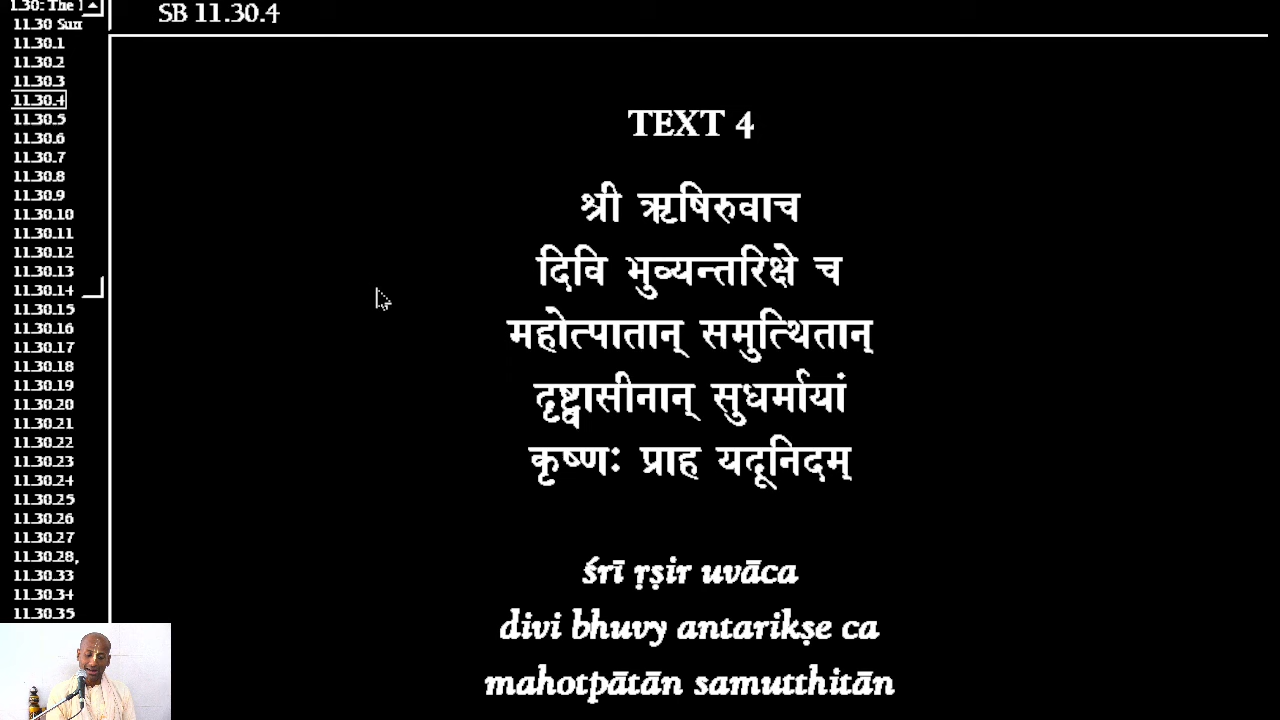 1.30: The
11.30 Sum
11.30.1
11.30.2
11.30.3
11.30.4
11.30.5
11.30.6
11.30.7
11.30.8
11.30.9
11.30.10
11.30.11
11.30.12
11.30.13
11.30.14
11.30.15
11.30.16
11.30.17
11.30.18
11.30.19
11.30.20
11.30.21
11.30.22
11.30.23
11.30.24
11.30.25
11.30.26
11.30.27
11.30.28,
11.30.33
11.30.34
11.30.35
SB 11.30.4
TEXT 4
श्री ऋषिरुवाच
दिवि भुव्यन्तरिक्षे च
महोत्पातान् समुत्थितान्
दृष्ट्वासीनान् सुधर्मायां
कृष्णः प्राह यदूनिदम्
śrī ṛṣir uvāca
divi bhuvy antarikṣe ca
mahotpātān samutthitān